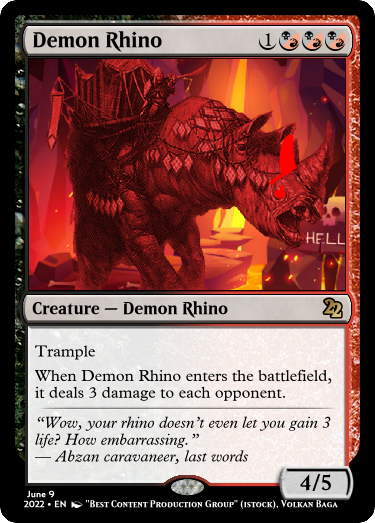 Demon Rhino 1
HELL
Creature — Demon Rhino 22
Trample
When Demon Rhino enters the battlefield,
it deals 3 damage to each opponent.
“Wow, your rhino doesn't even let you gain 3
life? How embarrassing.”
— Abzan caravaneer, last words
4/5
June 9
2022 • EN "Best Content Production Group" (iStock), Volkan Baga